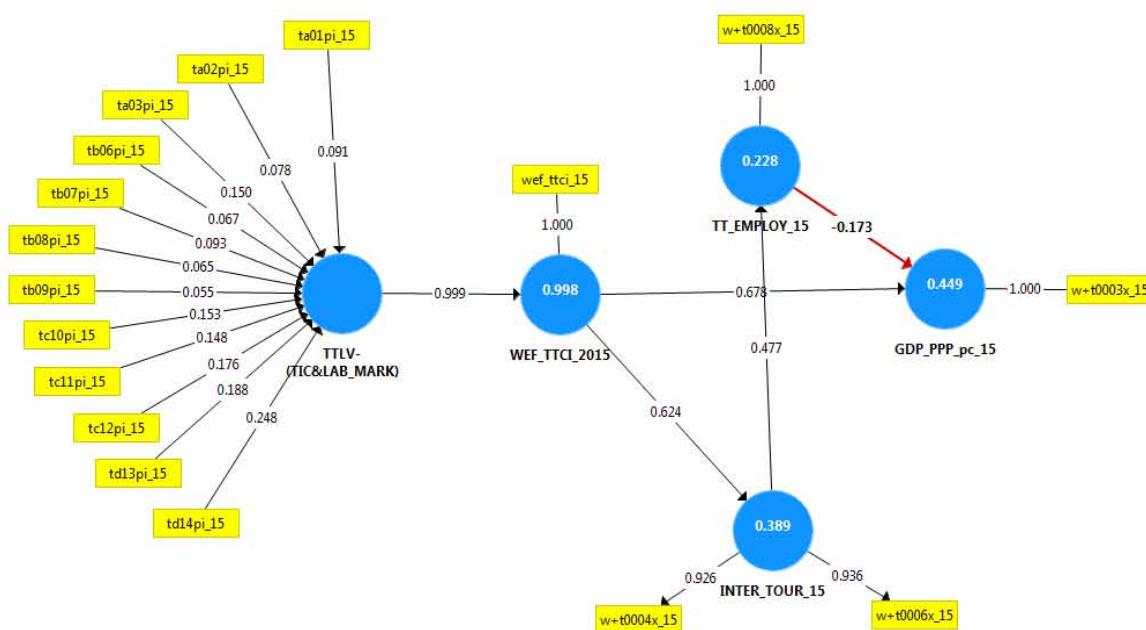 ta01pi_15
ta02pi_15
ta03pi_15
tb06pi_15
tb07pi_15
tb08pi_15
tb09pi_15
tc10pi_15
tc11pi_15
tc12pi_15
td13pi_15
td14pi_15
0.091
0.078
0.150
0.067
0.093
0.065
0.055
0.153
0.148
0.176
0.188
0.248
TTLV-
(TIC&LAB_MARK)
0.999
wef_ttci_15
1.000
0.998
WEF_TTCI_2015
0.678
0.624
w+t0008x_15
1.000
0.228
TT_EMPLOY_15
-0.173
0.477
0.449
GDP_PPP_pc_15
1.000
w+t0003x_15
0.389
INTER_TOUR_15
0.926
0.936
w+t0004x_15
w+t0006x_15